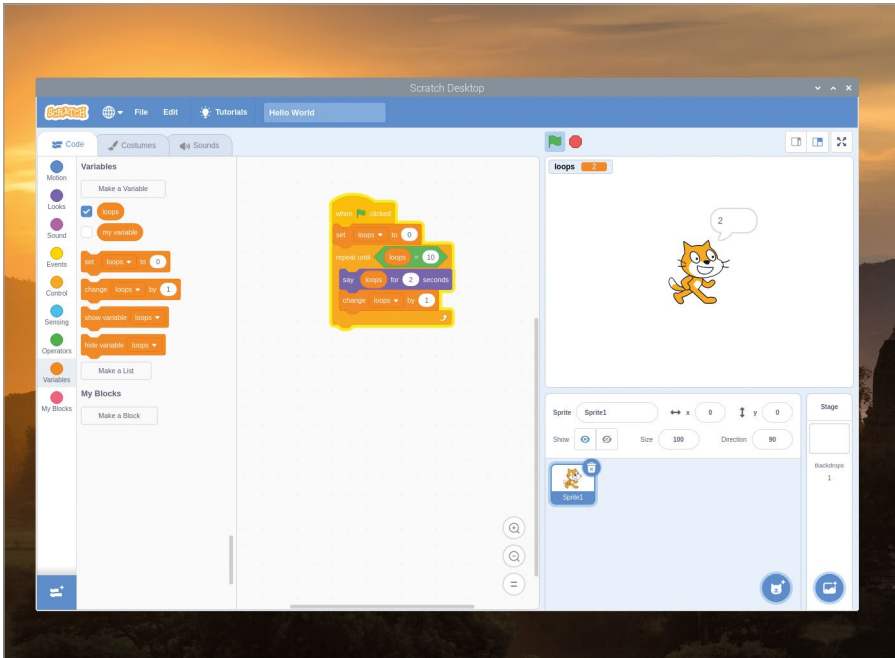 Scratch Desktop
SCRATCH File Edit Tutorials Hello World
Code Costumes Sounds
Motion
Looks
Sound
Events
Control
Sensing
Operators
Variables
My Blocks
Variables
Make a Variable
loops
my variable
set loops to 0
change loops by 1
show variable loops
hide variable loops
Make a List
My Blocks
Make a Block
when clicked
set loops to 0
repeat until loops = 10
say loops for 2 seconds
change loops by 1
loops 2
2
Sprite Sprite1 x 0 y 0
Show Size 100 Direction 90
Sprite1
Stage
Backdrops
1